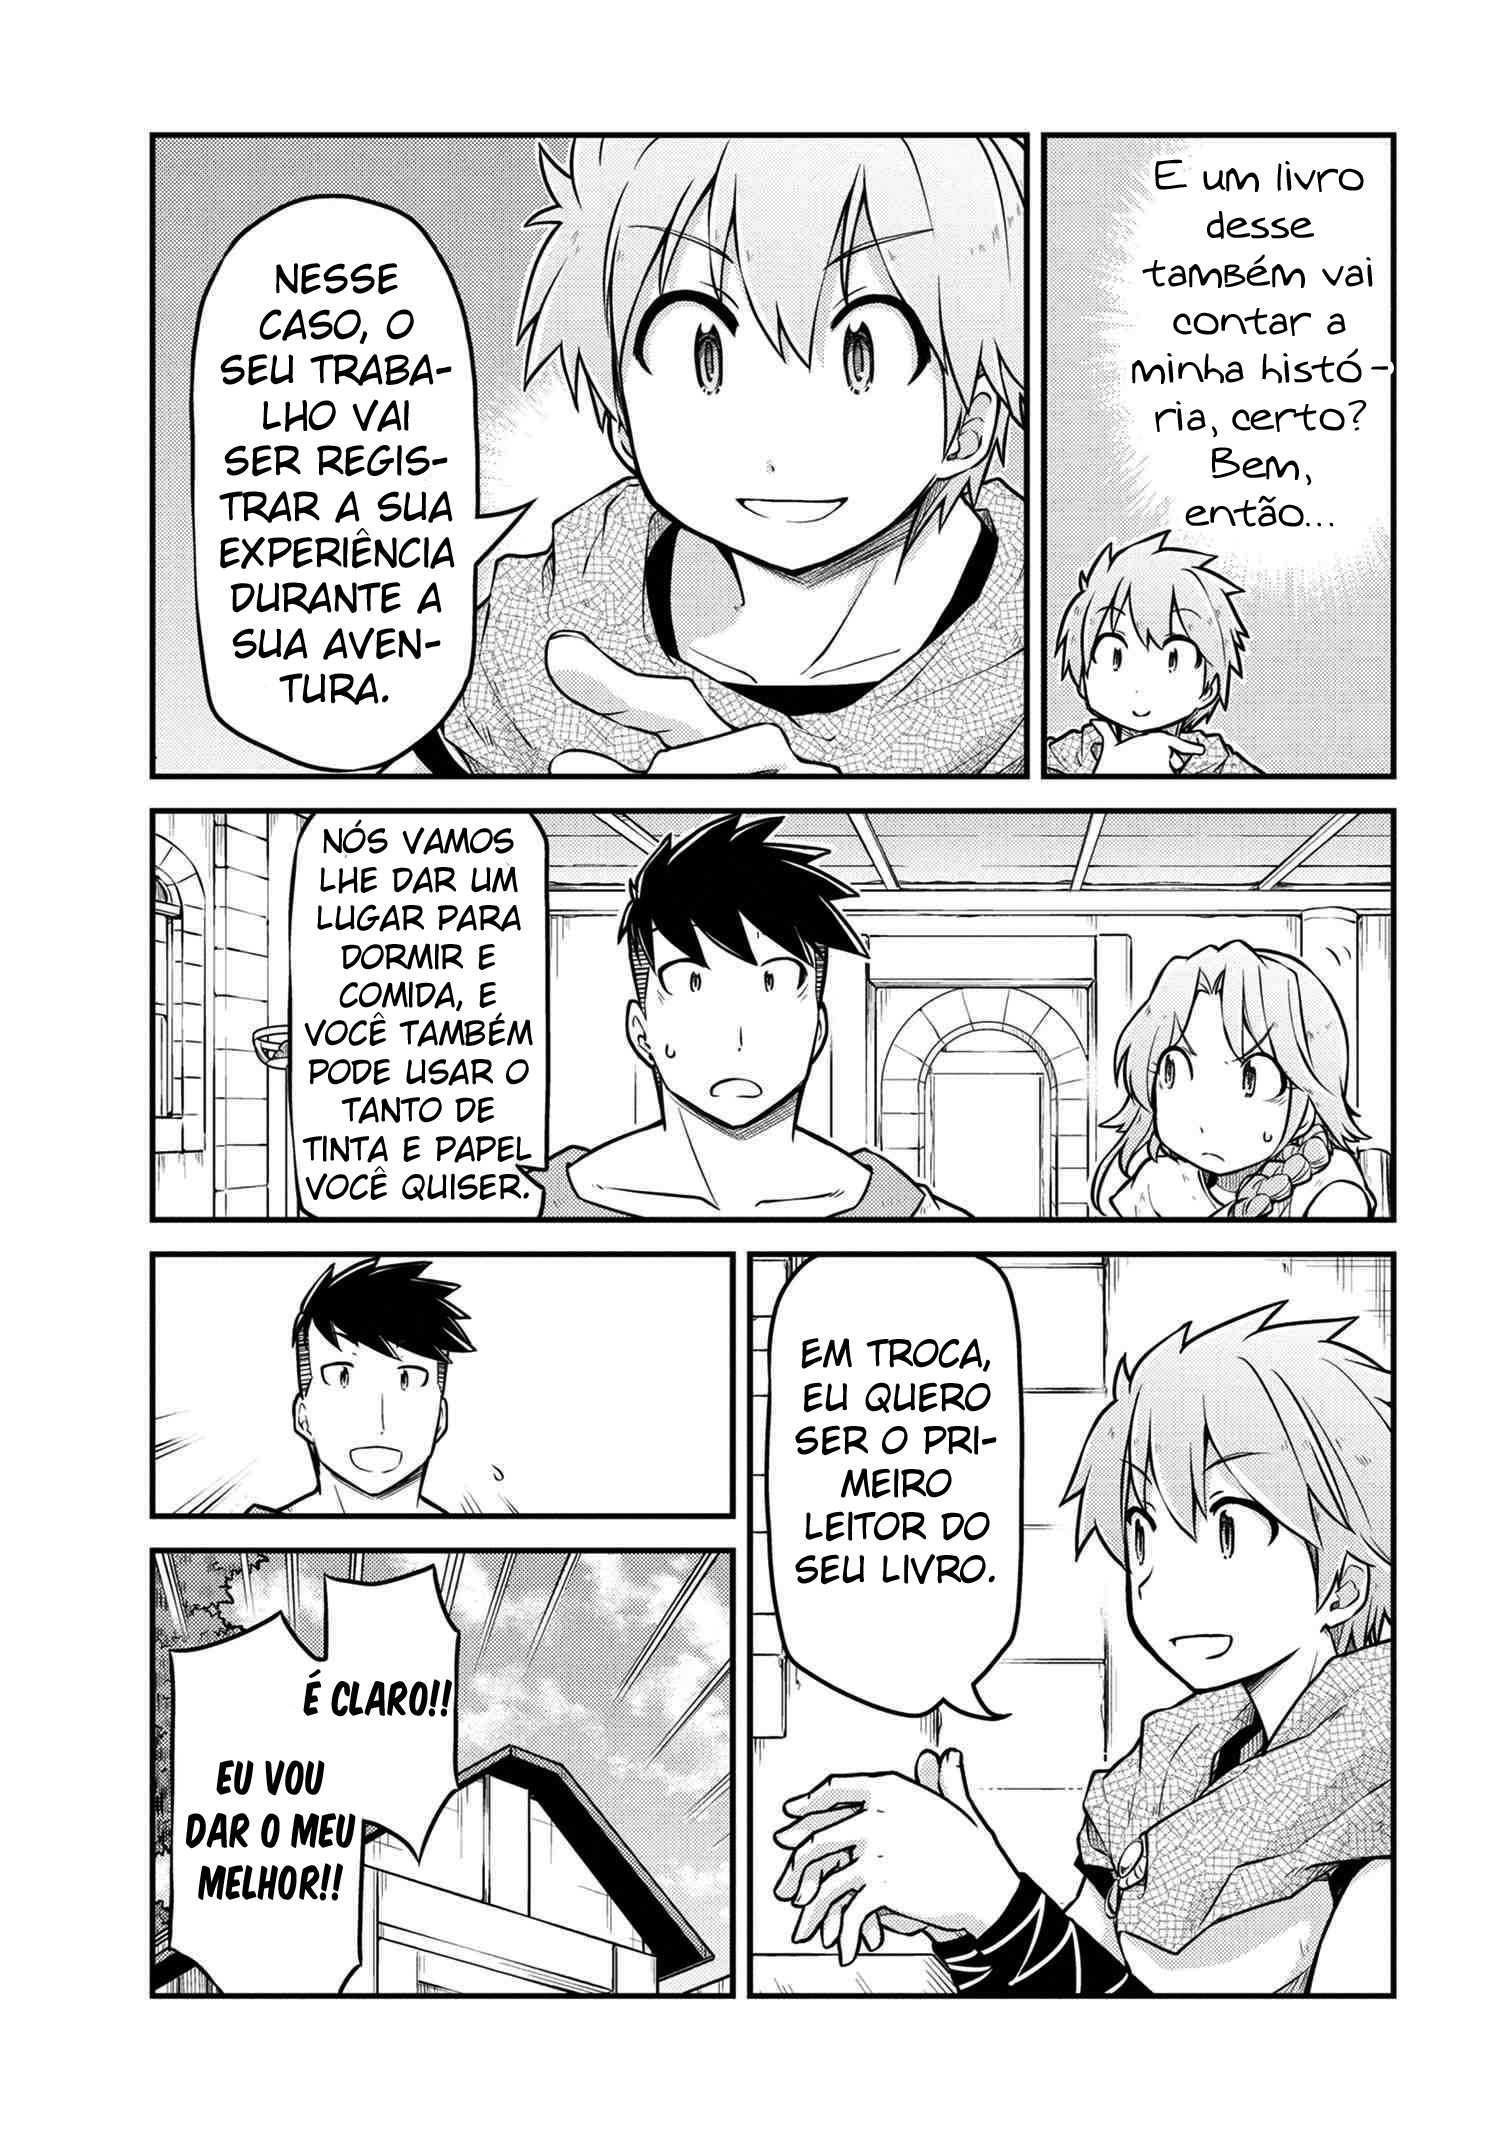 E um livro
desse
também vai
contar a
minha histó-
ria, certo?
Bem,
então...
NESSE
CASO, O
SEU TRABA-
LHO VAI
SER REGIS-
TRAR A SUA
EXPERIÊNCIA
DURANTE A
SUA AVEN-
TURA.
NÓS VAMOS
LHE DAR UM
LUGAR PARA
DORMIR E
COMIDA, E
VOCÊ TAMBÉM
PODE USAR O
TANTO DE
TINTA E PAPEL
VOCÊ QUISER.
EM TROCA,
EU QUERO
SER O PRI-
MEIRO
LEITOR DO
SEU LIVRO.
É CLARO!!
EU VOU
DAR O MEU
MELHOR!!